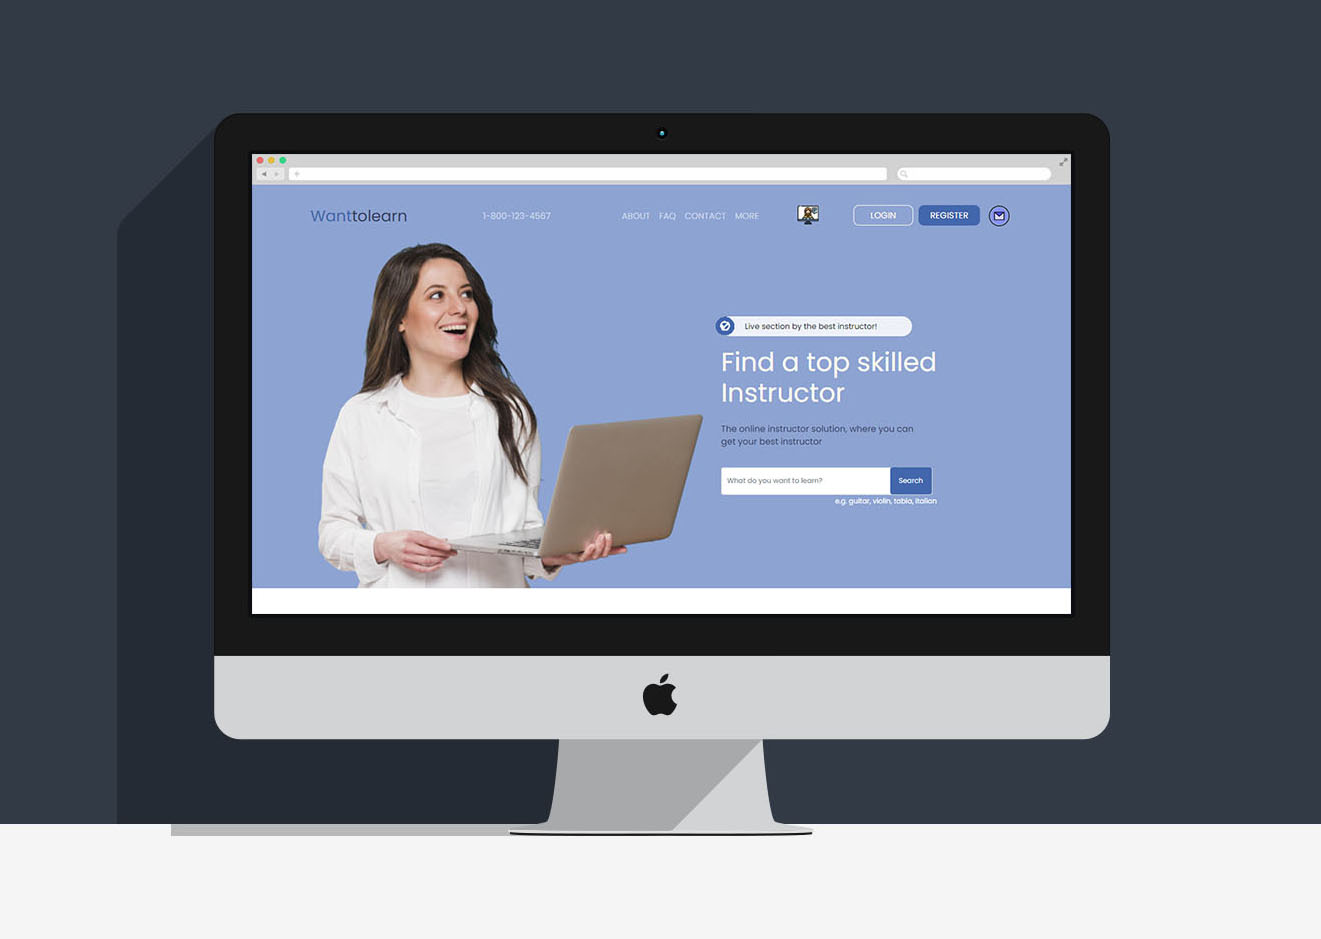 Wanttolearn
1-800-123-4567
ABOUT FAQ CONTACT MORE
LOGIN
REGISTER
Live section by the best instructor!
Find a top skilled
Instructor
The online instructor solution, where you can
get your best instructor
What do you want to learn?
Search
e.g. guitar, violin, tabla, italian